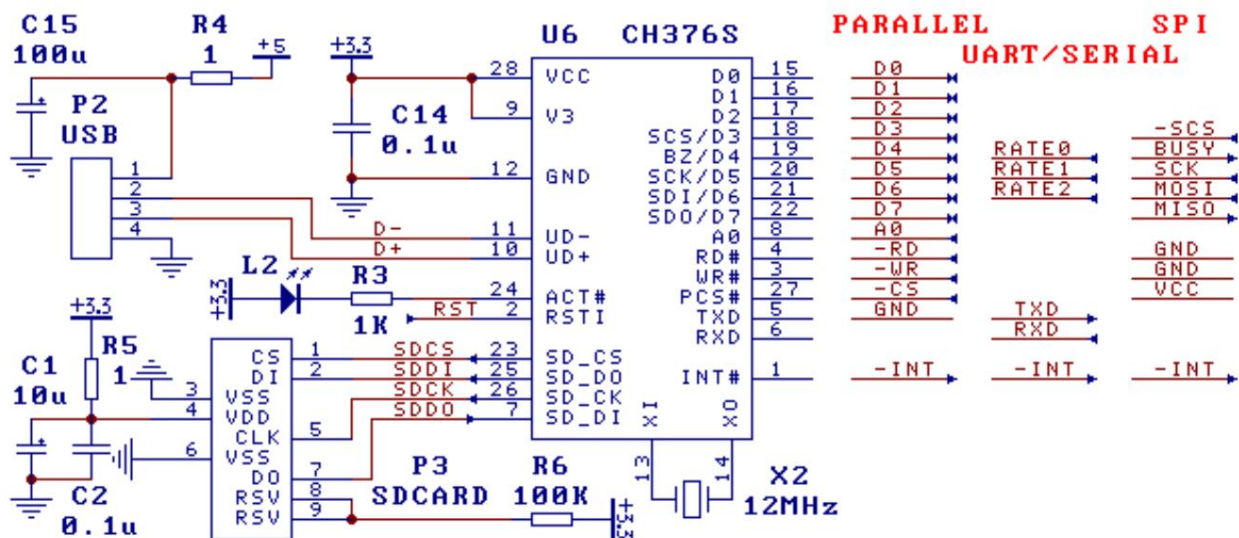 C15
100u
R4
1
+5
+3.3
U6 CH376S
PARALLEL
SPI
UART/SERIAL
P2
USB
1
2
3
4
C14
0.1u
D-
D+
28 VCC
9 V3
12 GND
11 UD-
10 UD+
24 ACT#
2 RSTI
23 SD_CS
25 SD_DO
26 SD_CK
7 SD_DI
D0 15
D1 16
D2 17
SCS/D3 18
BZ/D4 19
SCK/D5 20
SDI/D6 21
SDO/D7 22
A0 8
RD# 4
WR# 3
PCS# 27
TXD 5
RXD 6
INT# 1
XI
XO
13
14
X2
12MHz
D0
D1
D2
D3
D4
D5
D6
D7
A0
-RD
-WR
-CS
GND
-INT
RATE0
RATE1
RATE2
TXD
RXD
-INT
-SCS
BUSY
SCK
MOSI
MISO
GND
GND
VCC
-INT
L2
R3
1K
+3.3
RST
SDCS
SDDI
SDCK
SDDO
+3.3
R5
1
C1
10u
C2
0.1u
CS 1
DI 2
3 VSS
4 VDD
CLK 5
6 VSS
DO 7
RSV 8
RSV 9
P3
SDCARD
R6
100K
+3.3